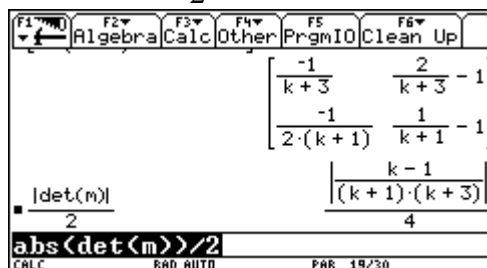 2
F1 F2 F3 F4 F5 F6
Algebra Calc Other PrgmIO Clean Up
[ -1/(k + 3) 2/(k + 3) - 1
-1/(2·(k + 1)) 1/(k + 1) - 1 ]
▪ |det(m)|/2 |(k - 1)/((k + 1)·(k + 3))|/4
abs(det(m))/2
CALC RAD AUTO PAR 19/30